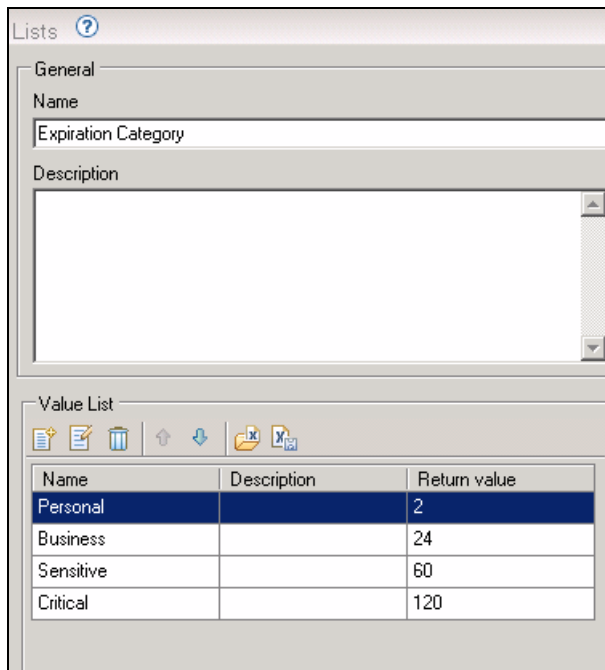 Lists ?
General
Name
Expiration Category
Description
Value List
Name Description Return value
Personal 2
Business 24
Sensitive 60
Critical 120